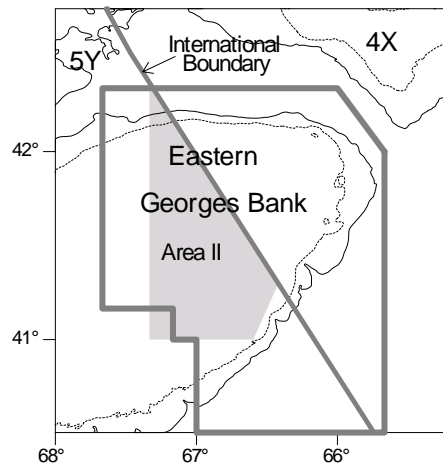 5Y
International
Boundary
4X
42°
Eastern
Georges Bank
Area II
41°
68°
67°
66°